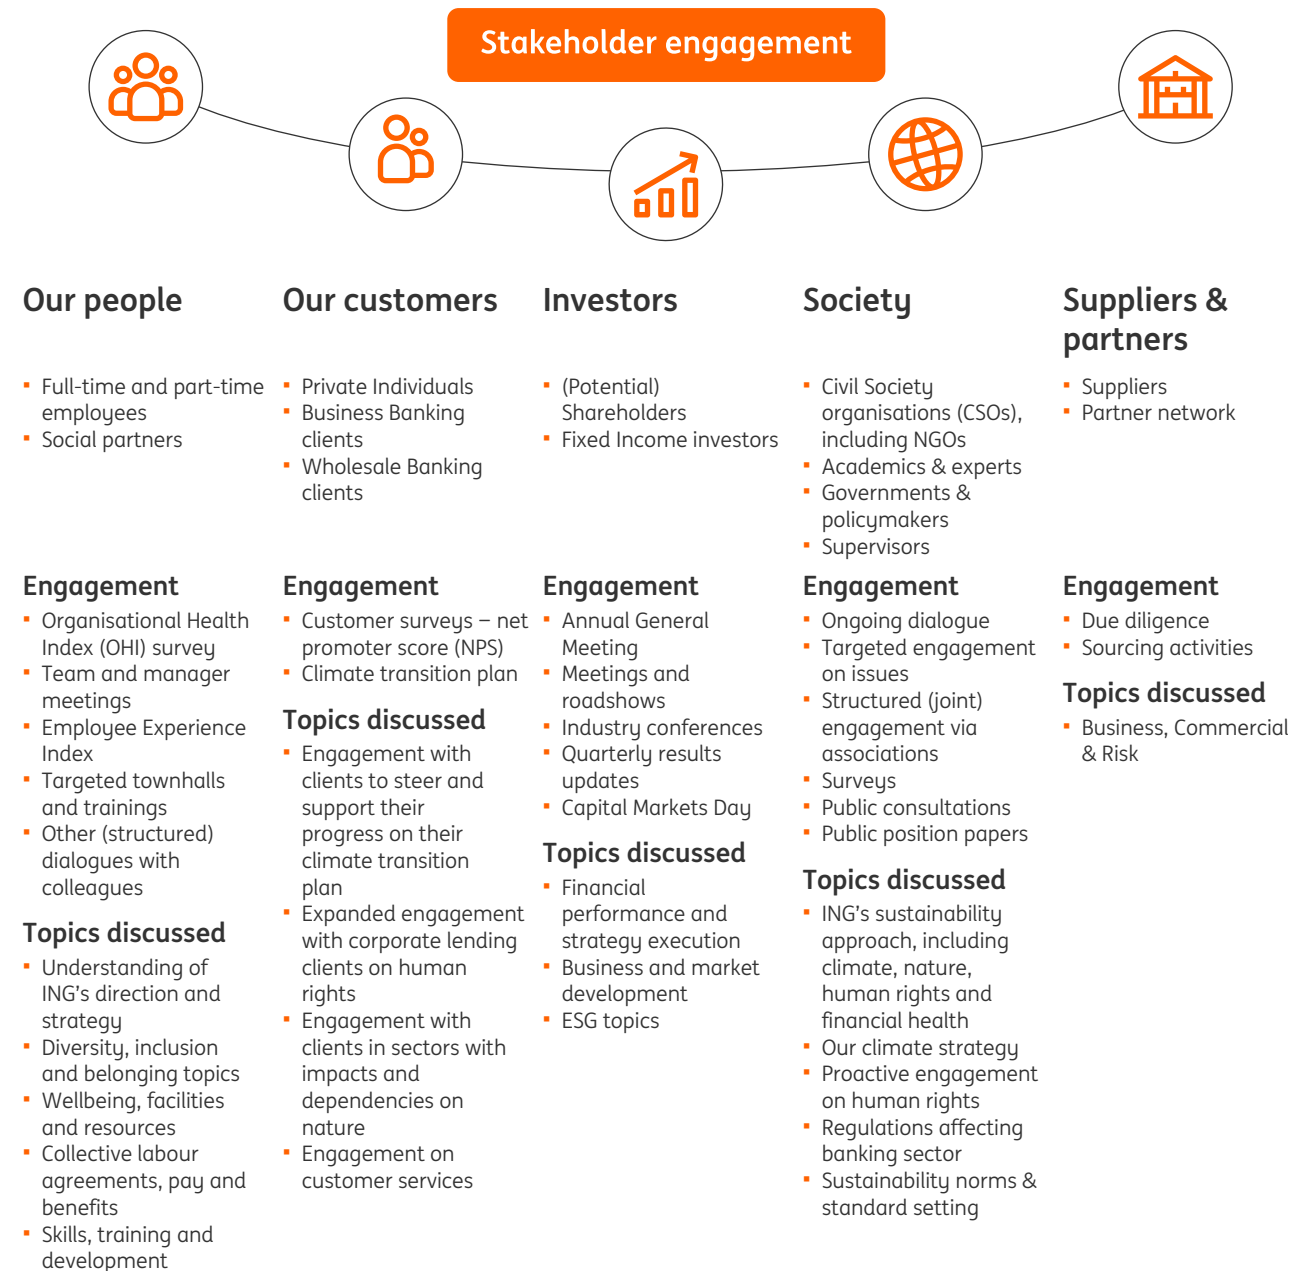 Stakeholder engagement
Our people
▪ Full-time and part-time
employees
▪ Social partners
Engagement
▪ Organisational Health
Index (OHI) survey
▪ Team and manager
meetings
▪ Employee Experience
Index
▪ Targeted townhalls
and trainings
▪ Other (structured)
dialogues with
colleagues
Topics discussed
▪ Understanding of
ING's direction and
strategy
▪ Diversity, inclusion
and belonging topics
▪ Wellbeing, facilities
and resources
▪ Collective labour
agreements, pay and
benefits
▪ Skills, training and
development
Our customers
▪ Private Individuals
▪ Business Banking
clients
▪ Wholesale Banking
clients
Engagement
▪ Customer surveys – net
promoter score (NPS)
▪ Climate transition plan
Topics discussed
▪ Engagement with
clients to steer and
support their
progress on their
climate transition
plan
▪ Expanded engagement
with corporate lending
clients on human
rights
▪ Engagement with
clients in sectors with
impacts and
dependencies on
nature
▪ Engagement on
customer services
Investors
▪ (Potential)
Shareholders
▪ Fixed Income investors
Engagement
▪ Annual General
Meeting
▪ Meetings and
roadshows
▪ Industry conferences
▪ Quarterly results
updates
▪ Capital Markets Day
Topics discussed
▪ Financial
performance and
strategy execution
▪ Business and market
development
▪ ESG topics
Society
▪ Civil Society
organisations (CSOs),
including NGOs
▪ Academics & experts
▪ Governments &
policymakers
▪ Supervisors
Engagement
▪ Ongoing dialogue
▪ Targeted engagement
on issues
▪ Structured (joint)
engagement via
associations
▪ Surveys
▪ Public consultations
▪ Public position papers
Topics discussed
▪ ING's sustainability
approach, including
climate, nature,
human rights and
financial health
▪ Our climate strategy
▪ Proactive engagement
on human rights
▪ Regulations affecting
banking sector
▪ Sustainability norms &
standard setting
Suppliers &
partners
▪ Suppliers
▪ Partner network
Engagement
▪ Due diligence
▪ Sourcing activities
Topics discussed
▪ Business, Commercial
& Risk